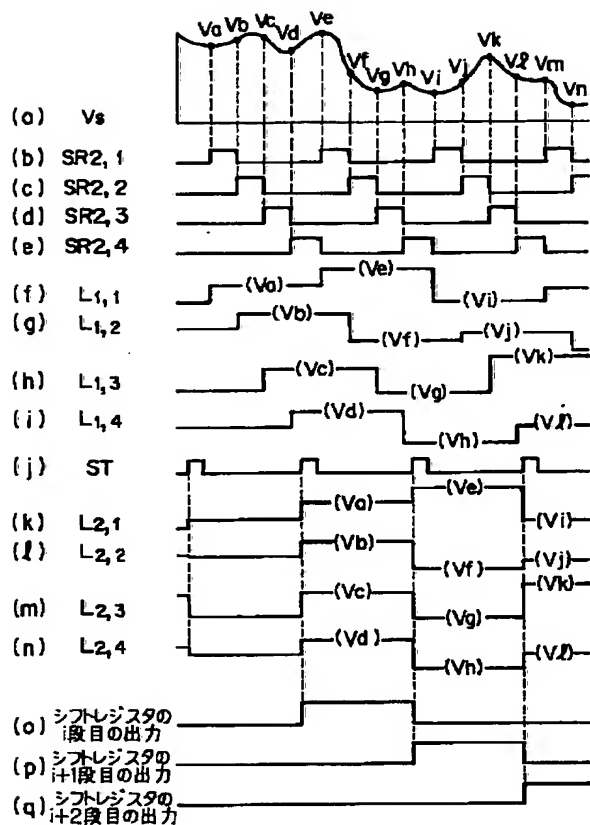 Va Vb Vc Vd Ve Vf Vg Vh Vi Vj Vk Vℓ Vm Vn
(a) Vs
(b) SR2,1
(c) SR2,2
(d) SR2,3
(e) SR2,4
(f) L1,1 (Va) (Ve) (Vi)
(g) L1,2 (Vb) (Vf) (Vj)
(h) L1,3 (Vc) (Vg) (Vk)
(i) L1,4 (Vd) (Vh) (Vℓ)
(j) ST
(k) L2,1 (Va) (Ve) (Vi)
(ℓ) L2,2 (Vb) (Vf) (Vj)
(m) L2,3 (Vc) (Vg) (Vk)
(n) L2,4 (Vd) (Vh) (Vℓ)
(o) シフトレジスタの
i段目の出力
(p) シフトレジスタの
i+1段目の出力
(q) シフトレジスタの
i+2段目の出力